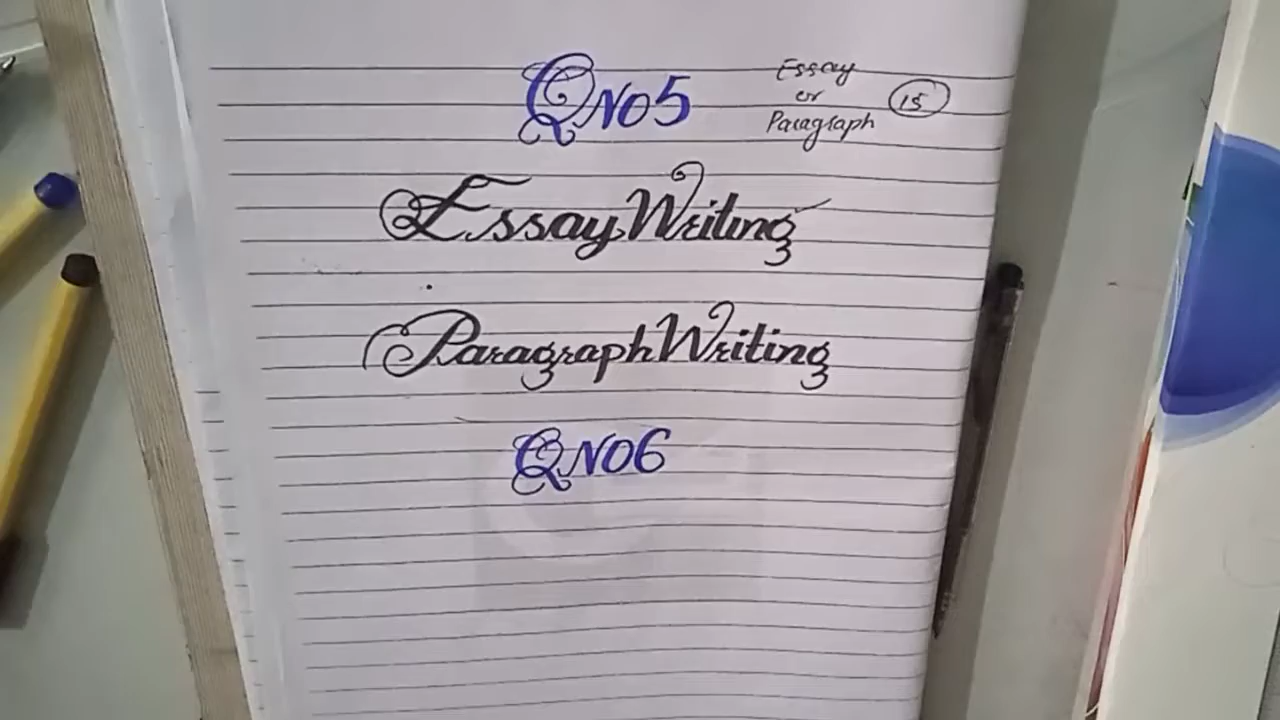 QNO5
Essay
or
Paragraph
15
Essay Writing
Paragraph Writing
QNO6